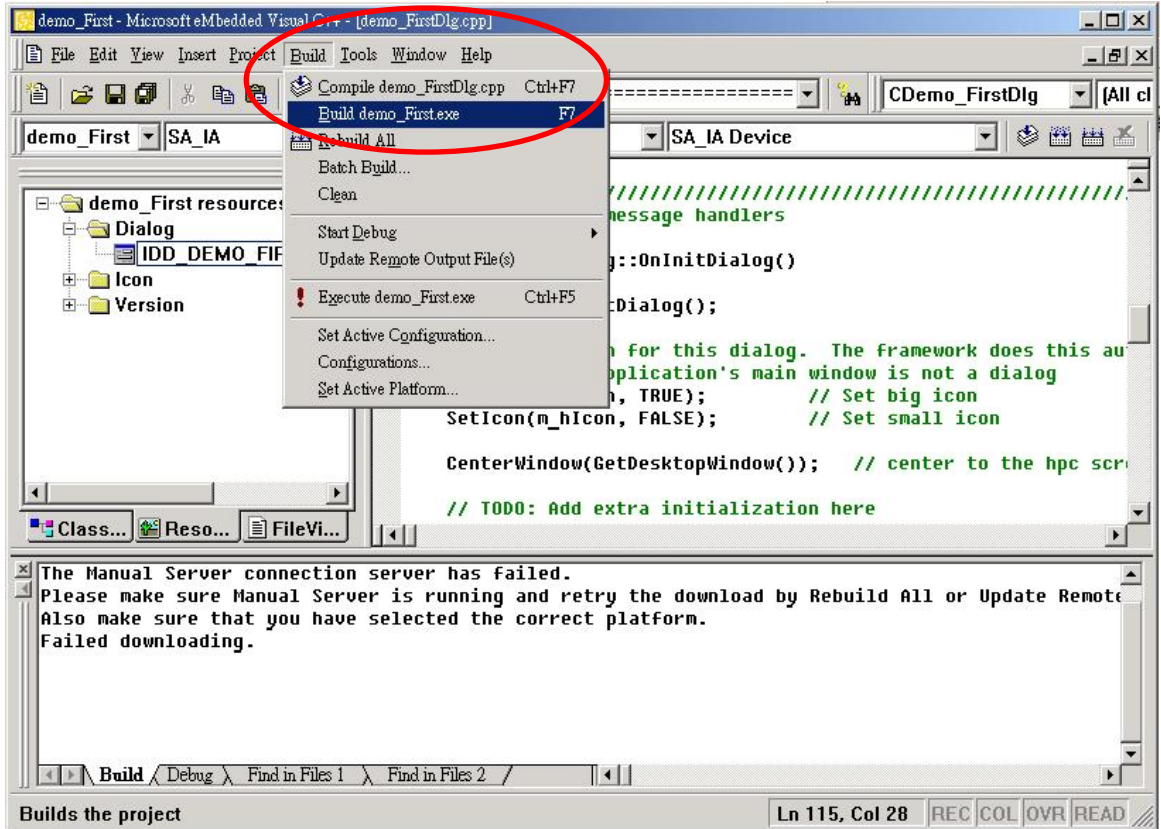 demo_First - Microsoft eMbedded Visual C++ - [demo_FirstDlg.cpp]
File Edit View Insert Project Build Tools Window Help
Compile demo_FirstDlg.cpp Ctrl+F7
Build demo_First.exe F7
Rebuild All
Batch Build...
Clean
Start Debug
Update Remote Output File(s)
Execute demo_First.exe Ctrl+F5
Set Active Configuration...
Configurations...
Set Active Platform...
==================== CDemo_FirstDlg (All cl
demo_First SA_IA SA_IA Device
demo_First resources
Dialog
IDD_DEMO_FIR
Icon
Version
Class... Reso... FileVi...
/////////////////////////////////////////////
message handlers
::OnInitDialog()
Dialog();
for this dialog. The framework does this au
application's main window is not a dialog
, TRUE); // Set big icon
SetIcon(m_hIcon, FALSE); // Set small icon
CenterWindow(GetDesktopWindow()); // center to the hpc scr
// TODO: Add extra initialization here
The Manual Server connection server has failed.
Please make sure Manual Server is running and retry the download by Rebuild All or Update Remote
Also make sure that you have selected the correct platform.
Failed downloading.
Build Debug Find in Files 1 Find in Files 2
Builds the project Ln 115, Col 28 REC COL OVR READ